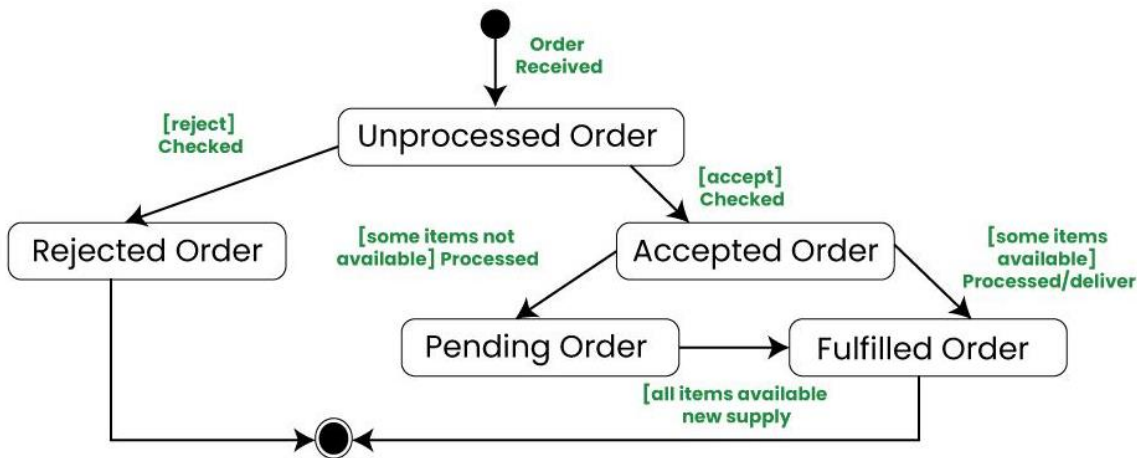 Order
Received
Unprocessed Order
[reject]
Checked
[accept]
Checked
Rejected Order
[some items not
available] Processed
Accepted Order
[some items
available]
Processed/deliver
Pending Order
Fulfilled Order
[all items available
new supply